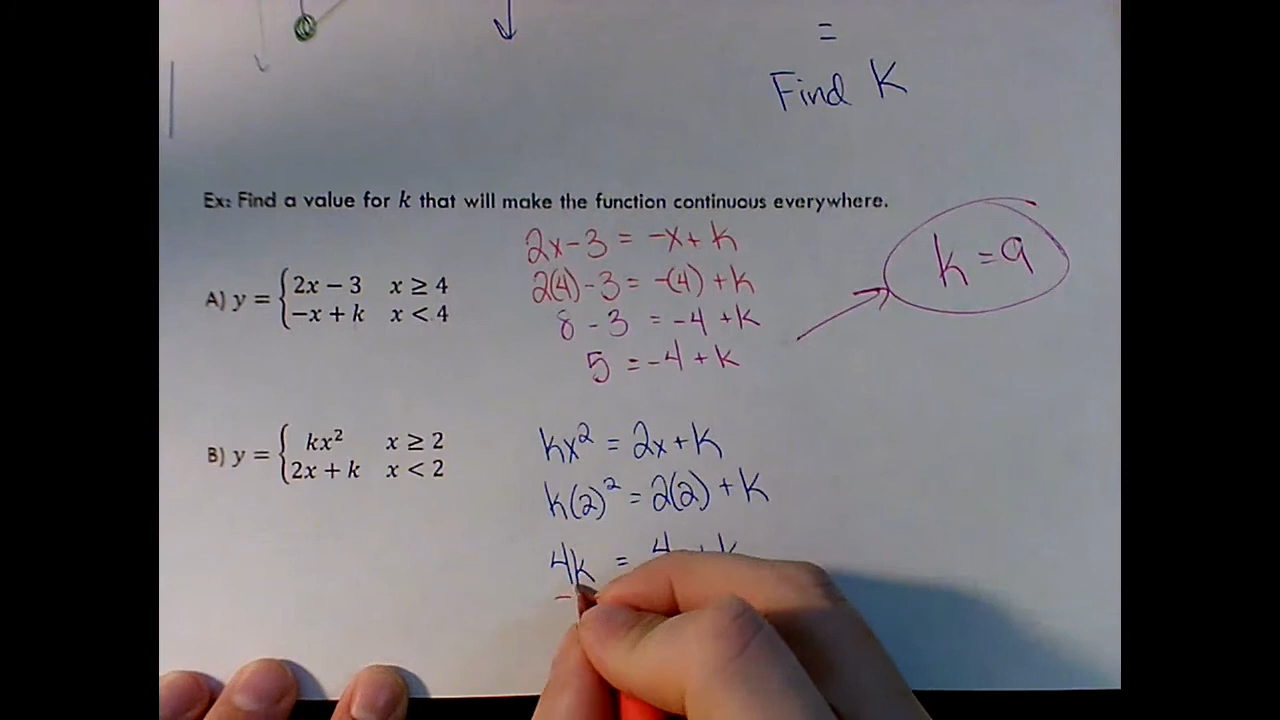 =
Find K
Ex: Find a value for k that will make the function continuous everywhere.
2x-3 = -x+k
2(4)-3 = -(4)+k
8-3 = -4+k
5 = -4+k
k=9
A) y = { 2x − 3 x ≥ 4
−x + k x < 4
B) y = { kx² x ≥ 2
2x + k x < 2
kx² = 2x+k
k(2)² = 2(2)+k
4k = 4 + k
−